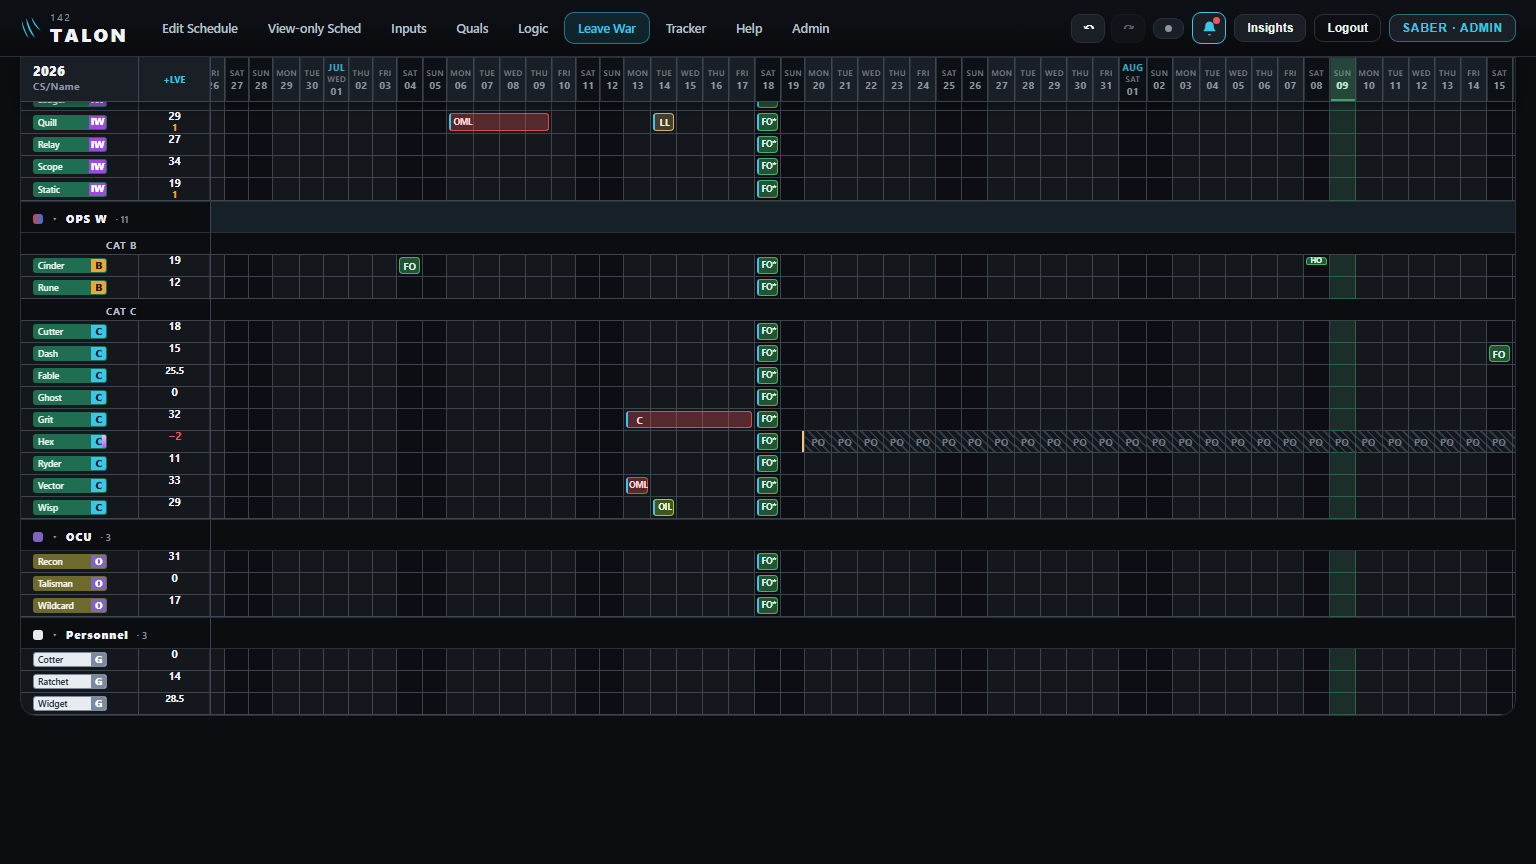 142
TALON
Edit Schedule
View-only Sched
Inputs
Quals
Logic
Leave War
Tracker
Help
Admin
Insights
Logout
SABER · ADMIN
2026
CS/Name
+LVE
RI SAT SUN MON TUE JUL WED THU FRI SAT SUN MON TUE WED THU FRI SAT SUN MON TUE WED THU FRI SAT SUN MON TUE WED THU FRI SAT SUN MON TUE WED THU FRI AUG SAT SUN MON TUE WED THU FRI SAT SUN MON TUE WED THU FRI SAT
26 27 28 29 30 01 02 03 04 05 06 07 08 09 10 11 12 13 14 15 16 17 18 19 20 21 22 23 24 25 26 27 28 29 30 31 01 02 03 04 05 06 07 08 09 10 11 12 13 14 15
Quill IW 29 1 OML LL FO*
Relay IW 27 FO*
Scope IW 34 FO*
Static IW 19 1 FO*
OPS W · 11
CAT B
Cinder B 19 FO FO* HO
Rune B 12 FO*
CAT C
Cutter C 18 FO*
Dash C 15 FO* FO
Fable C 25.5 FO*
Ghost C 0 FO*
Grit C 32 C FO*
Hex C −2 FO* PO PO PO PO PO PO PO PO PO PO PO PO PO PO PO PO PO PO PO PO PO PO PO PO PO PO PO
Ryder C 11 FO*
Vector C 33 OML FO*
Wisp C 29 OIL FO*
OCU · 3
Recon O 31 FO*
Talisman O 0 FO*
Wildcard O 17 FO*
Personnel · 3
Cotter G 0
Ratchet G 14
Widget G 28.5